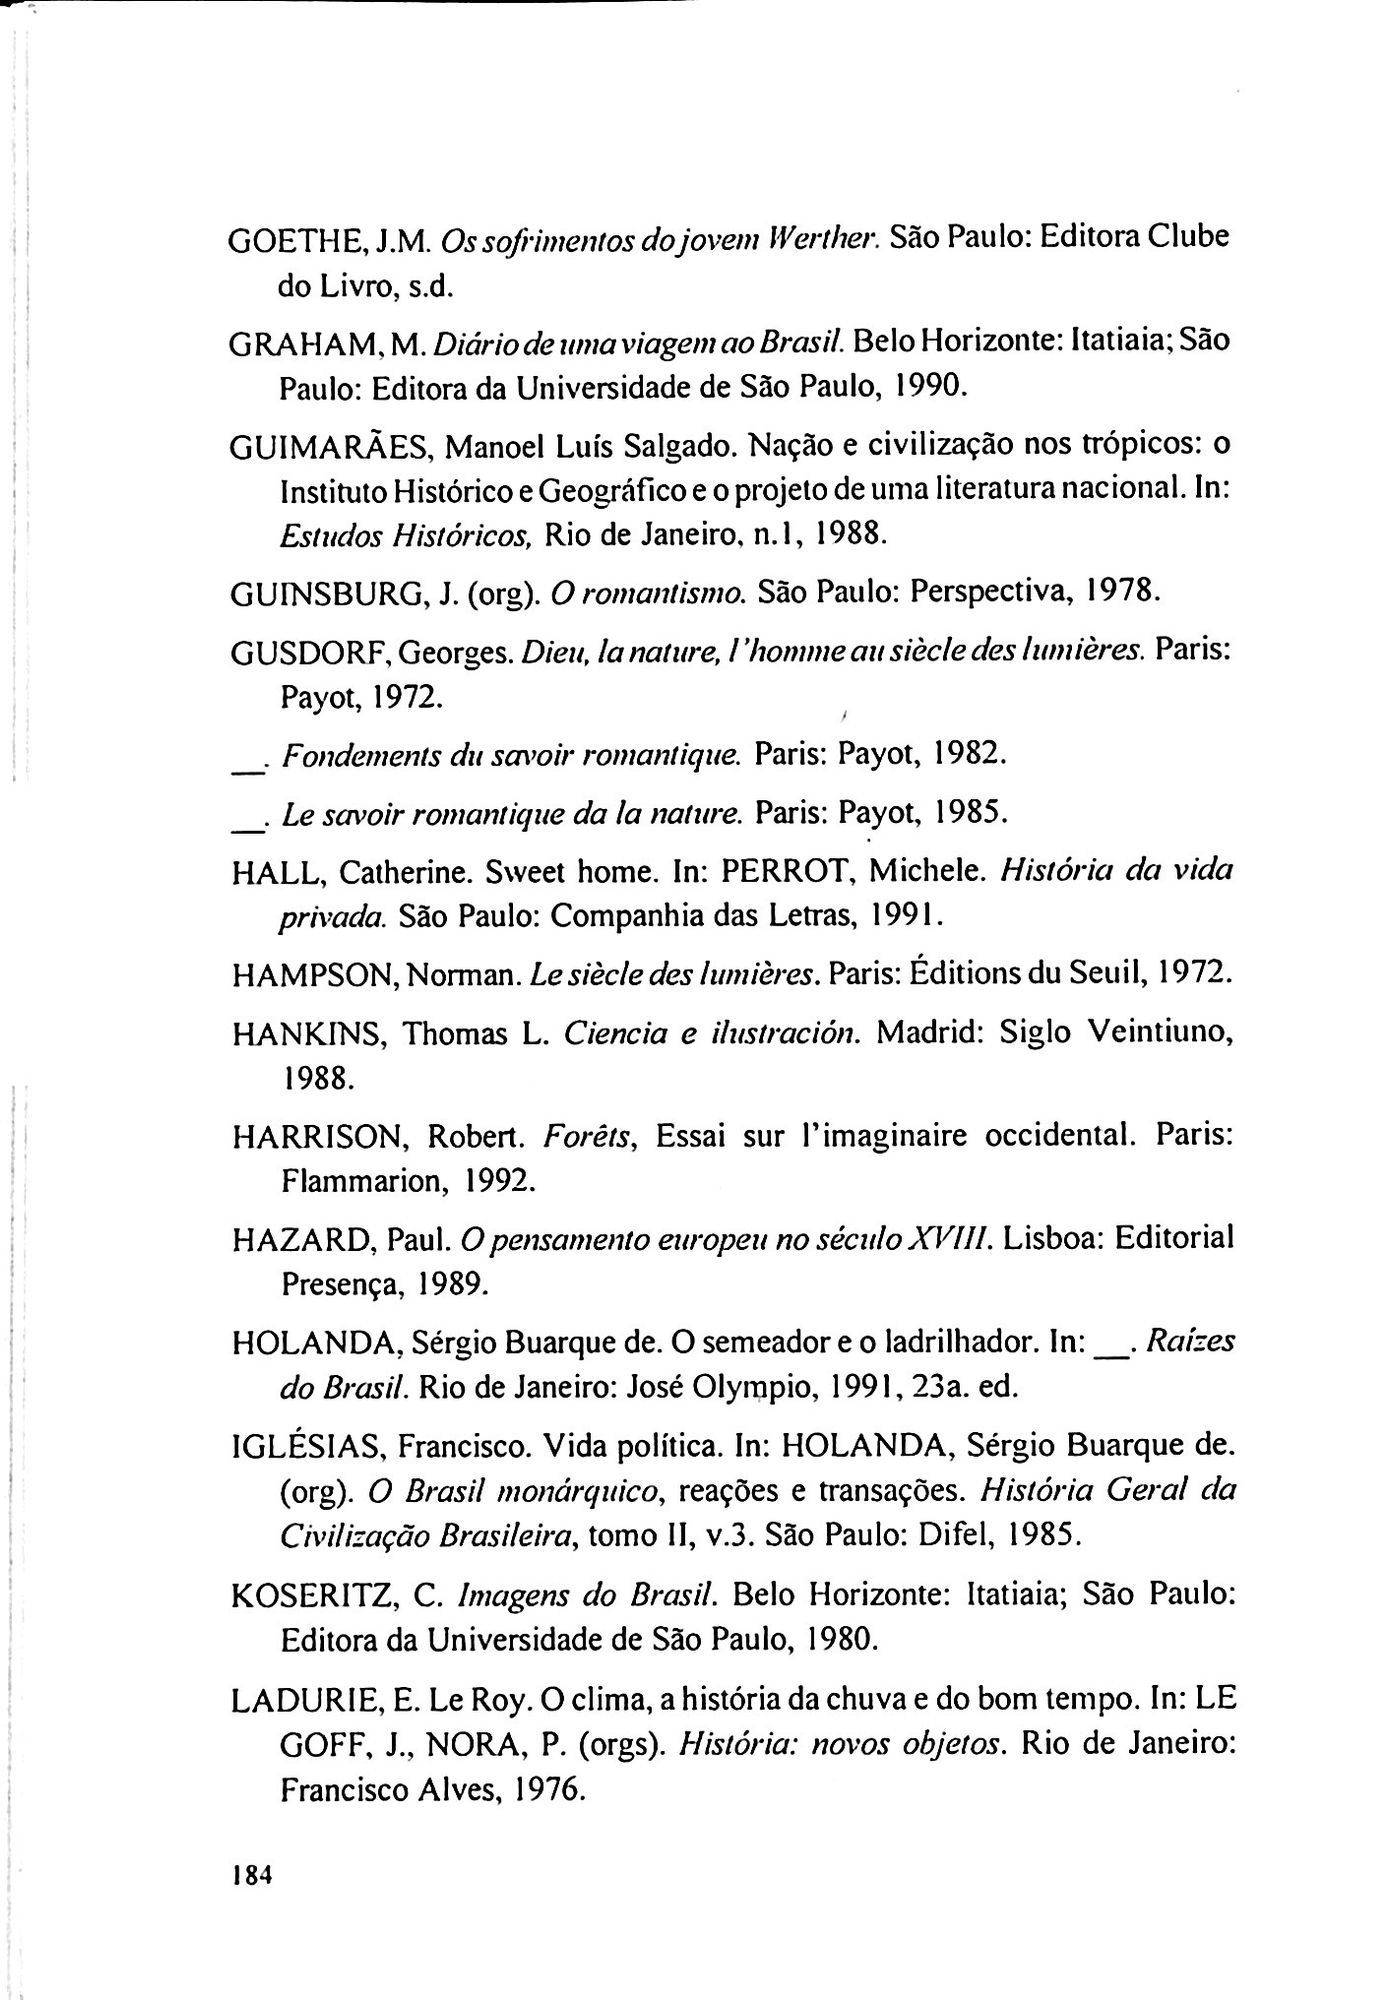 GOETHE, J.M. Os sofrimentos do jovem Werther. São Paulo: Editora Clube
do Livro, s.d.
GRAHAM, M. Diário de uma viagem ao Brasil. Belo Horizonte: Itatiaia; São
Paulo: Editora da Universidade de São Paulo, 1990.
GUIMARÃES, Manoel Luís Salgado. Nação e civilização nos trópicos: o
Instituto Histórico e Geográfico e o projeto de uma literatura nacional. In:
Estudos Históricos, Rio de Janeiro, n.1, 1988.
GUINSBURG, J. (org). O romantismo. São Paulo: Perspectiva, 1978.
GUSDORF, Georges. Dieu, la nature, l'homme au siècle des lumières. Paris:
Payot, 1972.
__. Fondements du savoir romantique. Paris: Payot, 1982.
__. Le savoir romantique da la nature. Paris: Payot, 1985.
HALL, Catherine. Sweet home. In: PERROT, Michele. História da vida
privada. São Paulo: Companhia das Letras, 1991.
HAMPSON, Norman. Le siècle des lumières. Paris: Éditions du Seuil, 1972.
HANKINS, Thomas L. Ciencia e ilustración. Madrid: Siglo Veintiuno,
1988.
HARRISON, Robert. Forêts, Essai sur l'imaginaire occidental. Paris:
Flammarion, 1992.
HAZARD, Paul. O pensamento europeu no século XVIII. Lisboa: Editorial
Presença, 1989.
HOLANDA, Sérgio Buarque de. O semeador e o ladrilhador. In: __. Raízes
do Brasil. Rio de Janeiro: José Olympio, 1991, 23a. ed.
IGLÉSIAS, Francisco. Vida política. In: HOLANDA, Sérgio Buarque de.
(org). O Brasil monárquico, reações e transações. História Geral da
Civilização Brasileira, tomo II, v.3. São Paulo: Difel, 1985.
KOSERITZ, C. Imagens do Brasil. Belo Horizonte: Itatiaia; São Paulo:
Editora da Universidade de São Paulo, 1980.
LADURIE, E. Le Roy. O clima, a história da chuva e do bom tempo. In: LE
GOFF, J., NORA, P. (orgs). História: novos objetos. Rio de Janeiro:
Francisco Alves, 1976.
184